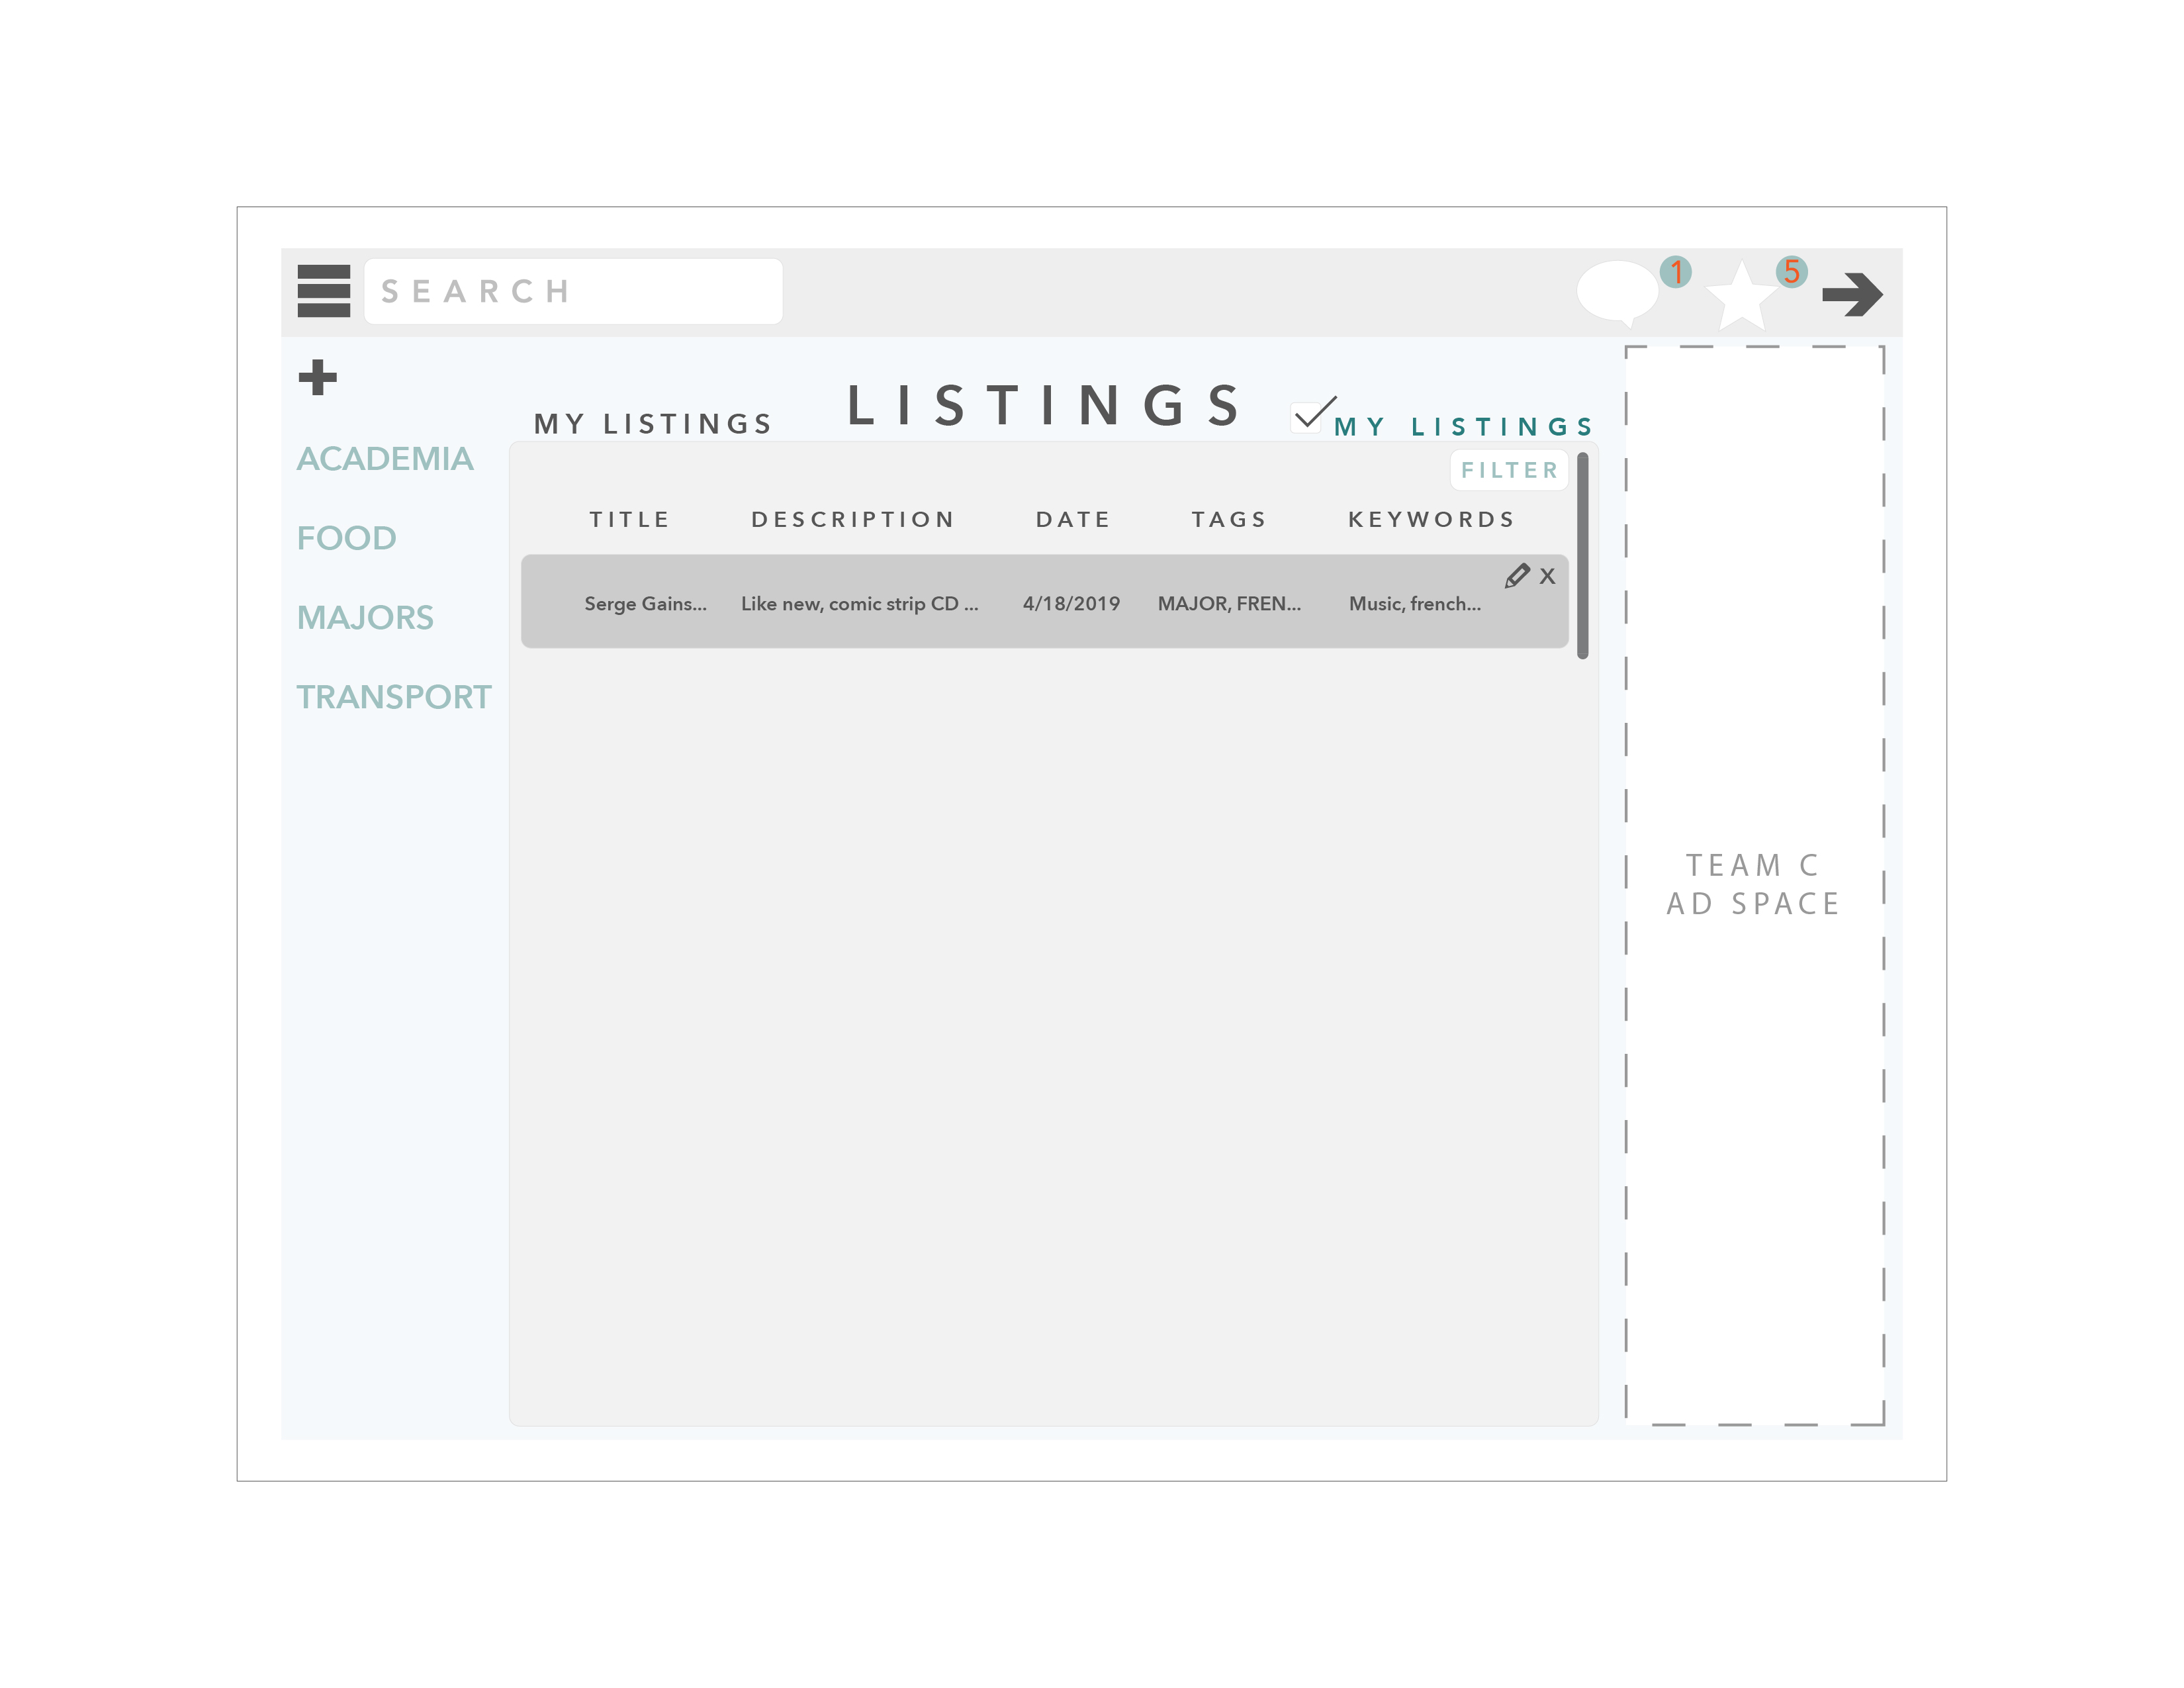 SEARCH
1
5
LISTINGS
MY LISTINGS
MY LISTINGS
ACADEMIA
FOOD
MAJORS
TRANSPORT
FILTER
TITLE DESCRIPTION DATE TAGS KEYWORDS
X
Serge Gains... Like new, comic strip CD ... 4/18/2019 MAJOR, FREN... Music, french...
TEAM C
AD SPACE